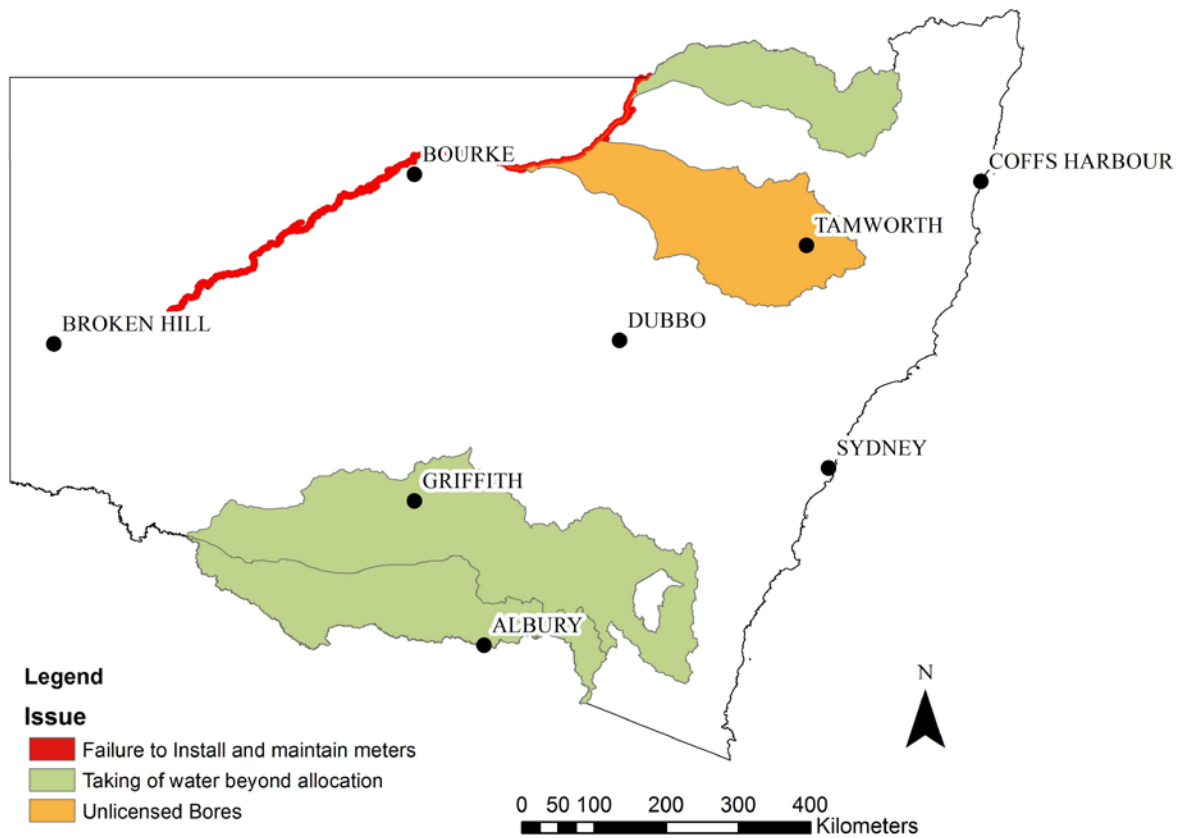 BOURKE
COFFS HARBOUR
TAMWORTH
BROKEN HILL
DUBBO
SYDNEY
GRIFFITH
ALBURY
Legend
Issue
Failure to Install and maintain meters
Taking of water beyond allocation
Unlicensed Bores
N
0 50 100 200 300 400
Kilometers